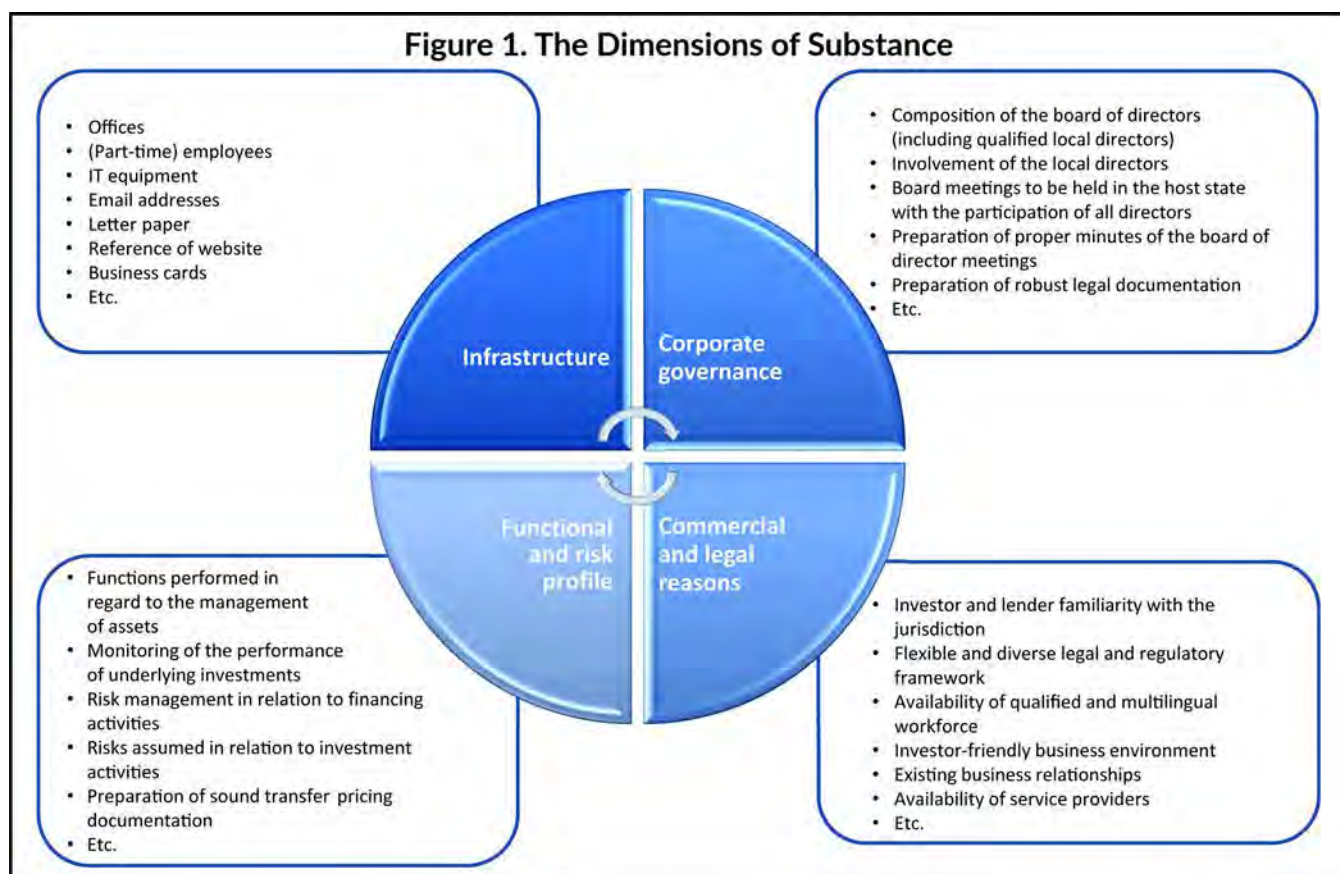 Figure 1. The Dimensions of Substance
• Offices
• (Part-time) employees
• IT equipment
• Email addresses
• Letter paper
• Reference of website
• Business cards
• Etc.
• Composition of the board of directors
(including qualified local directors)
• Involvement of the local directors
• Board meetings to be held in the host state
with the participation of all directors
• Preparation of proper minutes of the board of
director meetings
• Preparation of robust legal documentation
• Etc.
Infrastructure
Corporate
governance
Functional
and risk
profile
Commercial
and legal
reasons
• Functions performed in
regard to the management
of assets
• Monitoring of the performance
of underlying investments
• Risk management in relation to financing
activities
• Risks assumed in relation to investment
activities
• Preparation of sound transfer pricing
documentation
• Etc.
• Investor and lender familiarity with the
jurisdiction
• Flexible and diverse legal and regulatory
framework
• Availability of qualified and multilingual
workforce
• Investor-friendly business environment
• Existing business relationships
• Availability of service providers
• Etc.